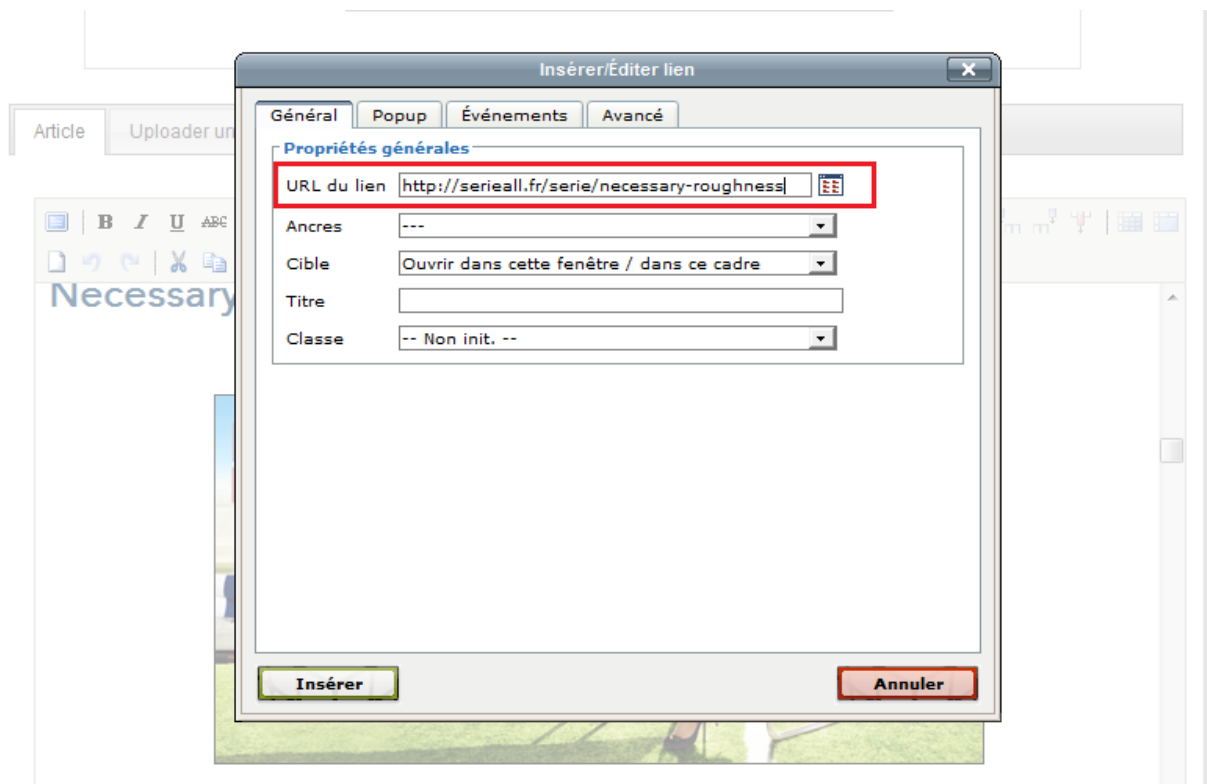 Insérer/Éditer lien
Article
Uploader un
Général
Popup
Événements
Avancé
Propriétés générales
URL du lien http://serieall.fr/serie/necessary-roughness
Ancres ---
B I U ABC
Cible Ouvrir dans cette fenêtre / dans ce cadre
Necessary
Titre
Classe -- Non init. --
Insérer
Annuler